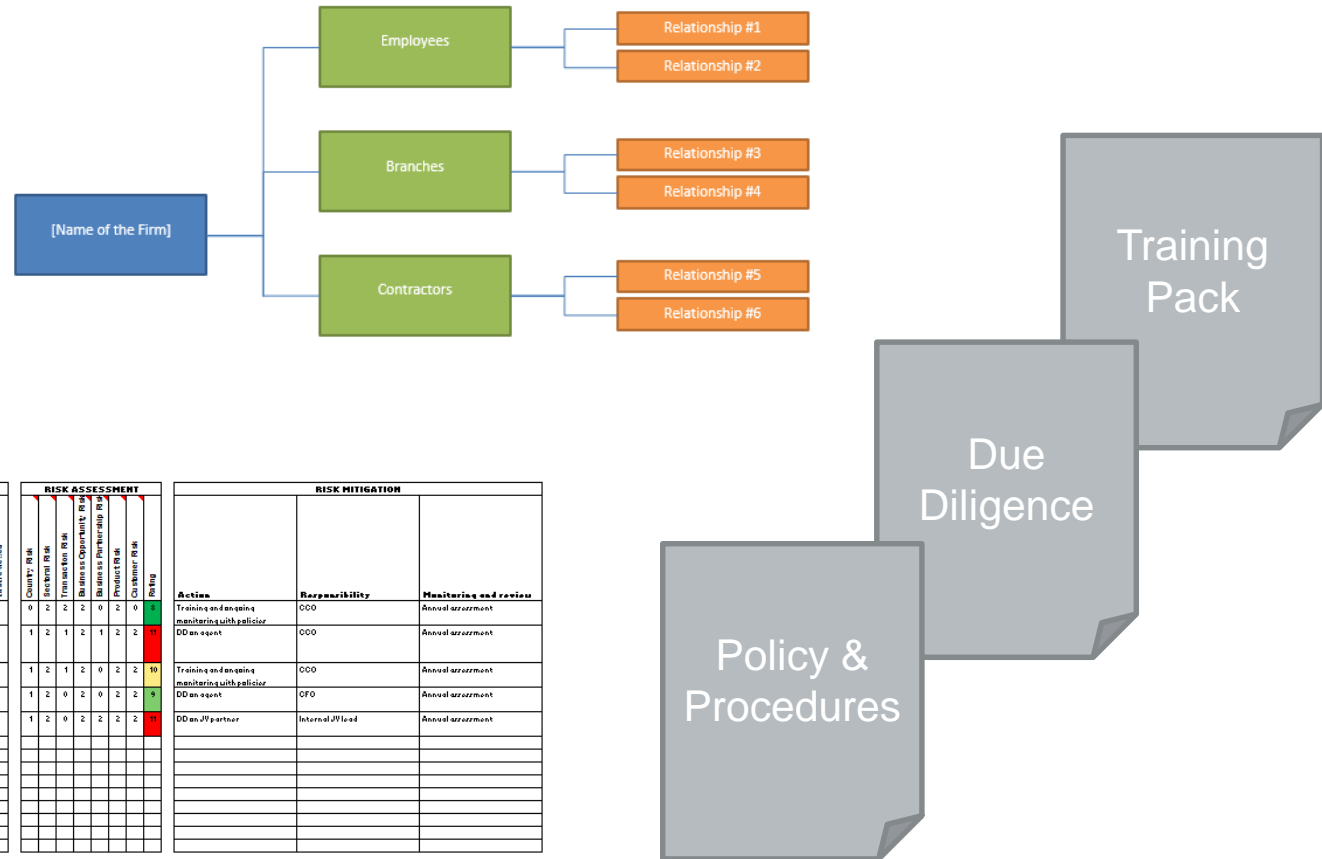 Employees
Relationship #1
Relationship #2
Branches
Relationship #3
Relationship #4
[Name of the Firm]
Contractors
Relationship #5
Relationship #6
Training
Pack
Due
Diligence
Policy &
Procedures
RISK ASSESSMENT
Country Risk
Sectoral Risk
Transaction Risk
Business Opportunity Risk
Business Partnership Risk
Product Risk
Customer Risk
Rating
RISK MITIGATION
Action Responsibility Monitoring and review
0 2 2 2 0 2 0 8 Training and ongoing CCO Annual assessment
monitoring with policies
1 2 1 2 1 2 2 11 DD on agent CCO Annual assessment
1 2 1 2 0 2 2 10 Training and ongoing CCO Annual assessment
monitoring with policies
1 2 0 2 0 2 2 9 DD on agent CFO Annual assessment
1 2 0 2 2 2 2 11 DD on JV partner Internal JV lead Annual assessment